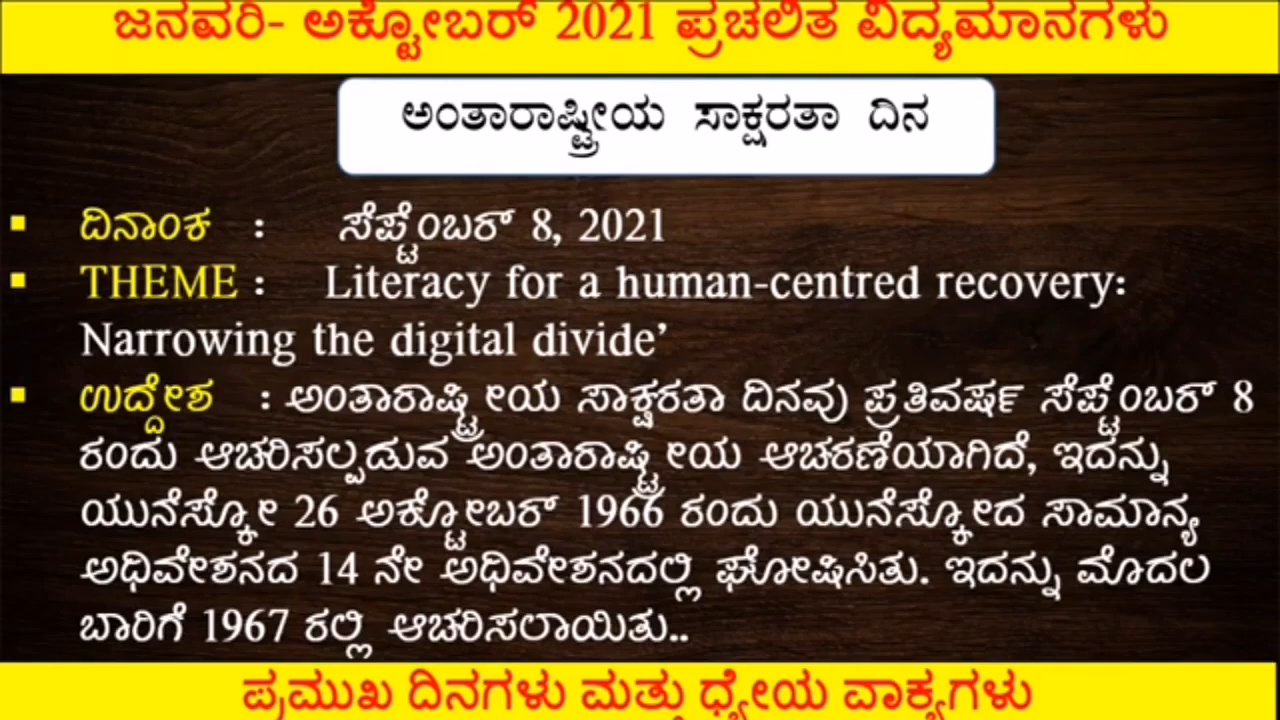 ಜನವರಿ- ಅಕ್ಟೋಬರ್ 2021 ಪ್ರಚಲಿತ ವಿದ್ಯಮಾನಗಳು
ಅಂತಾರಾಷ್ಟ್ರೀಯ ಸಾಕ್ಷರತಾ ದಿನ
▪ ದಿನಾಂಕ : ಸೆಪ್ಟೆಂಬರ್ 8, 2021
▪ THEME : Literacy for a human-centred recovery:
Narrowing the digital divide’
▪ ಉದ್ದೇಶ : ಅಂತಾರಾಷ್ಟ್ರೀಯ ಸಾಕ್ಷರತಾ ದಿನವು ಪ್ರತಿವರ್ಷ ಸೆಪ್ಟೆಂಬರ್ 8
ರಂದು ಆಚರಿಸಲ್ಪಡುವ ಅಂತಾರಾಷ್ಟ್ರೀಯ ಆಚರಣೆಯಾಗಿದೆ, ಇದನ್ನು
ಯುನೆಸ್ಕೋ 26 ಅಕ್ಟೋಬರ್ 1966 ರಂದು ಯುನೆಸ್ಕೋದ ಸಾಮಾನ್ಯ
ಅಧಿವೇಶನದ 14 ನೇ ಅಧಿವೇಶನದಲ್ಲಿ ಘೋಷಿಸಿತು. ಇದನ್ನು ಮೊದಲ
ಬಾರಿಗೆ 1967 ರಲ್ಲಿ ಆಚರಿಸಲಾಯಿತು..
ಪ್ರಮುಖ ದಿನಗಳು ಮತ್ತು ಧ್ಯೇಯ ವಾಕ್ಯಗಳು